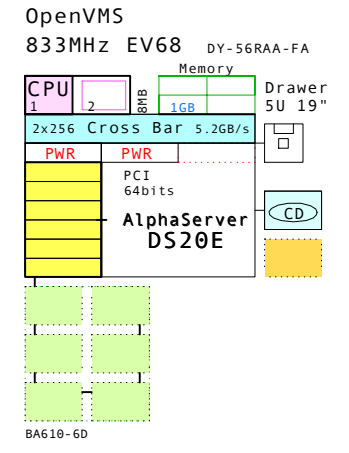 OpenVMS
833MHz EV68 DY-56RAA-FA
Memory
CPU
1 2 8MB 1GB
Drawer
5U 19"
2x256 Cross Bar 5.2GB/s
PWR PWR
PCI
64bits
AlphaServer
DS20E
CD
BA610-6D